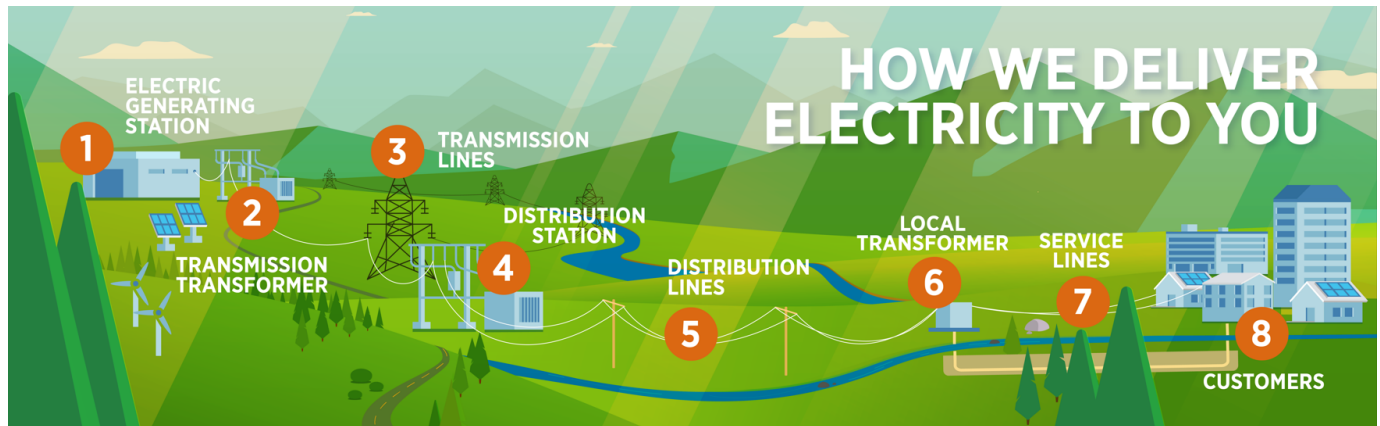 HOW WE DELIVER
ELECTRICITY TO YOU
1
ELECTRIC
GENERATING
STATION
2
TRANSMISSION
TRANSFORMER
3
TRANSMISSION
LINES
4
DISTRIBUTION
STATION
5
DISTRIBUTION
LINES
6
LOCAL
TRANSFORMER
7
SERVICE
LINES
8
CUSTOMERS